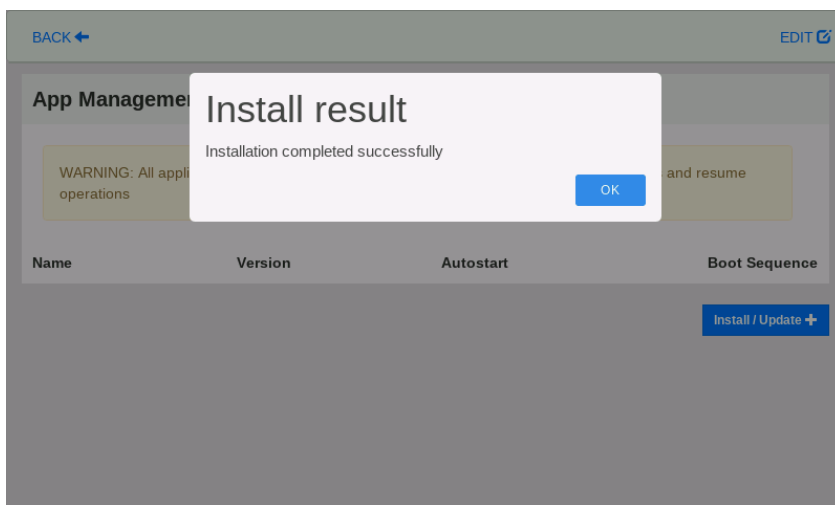 BACK
EDIT
App Manageme
Install result
Installation completed successfully
WARNING: All appli and resume
operations
OK
Name Version Autostart Boot Sequence
Install / Update